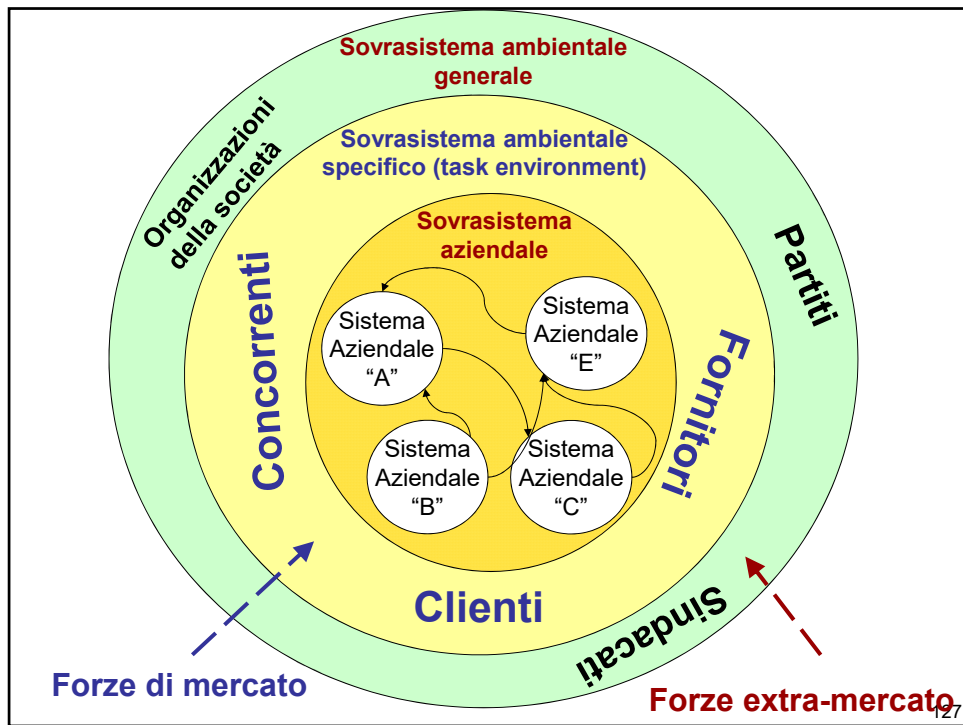 Sovrasistema ambientale
generale
Organizzazioni
della società
Sovrasistema ambientale
specifico (task environment)
Partiti
Sovrasistema
aziendale
Concorrenti
Sistema
Aziendale
“A”
Sistema
Aziendale
“E”
Fornitori
Sistema
Aziendale
“B”
Sistema
Aziendale
“C”
Clienti
Sindacati
Forze di mercato
Forze extra-mercato
127